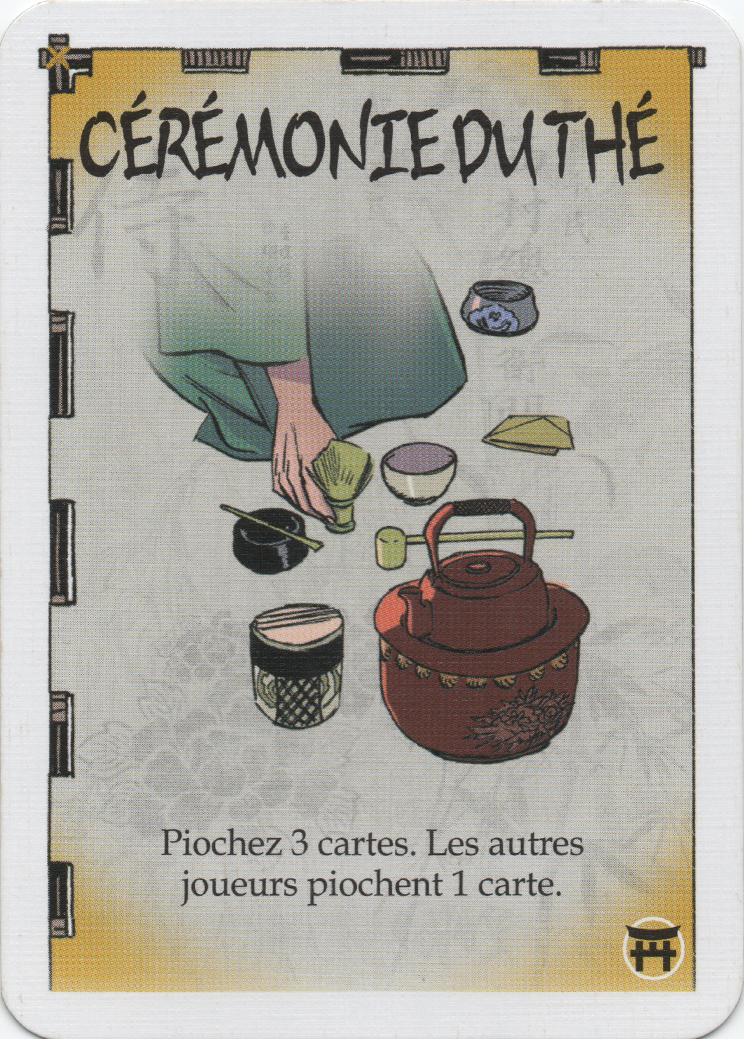 CÉRÉMONIE DU THÉ
Piochez 3 cartes. Les autres
joueurs piochent 1 carte.